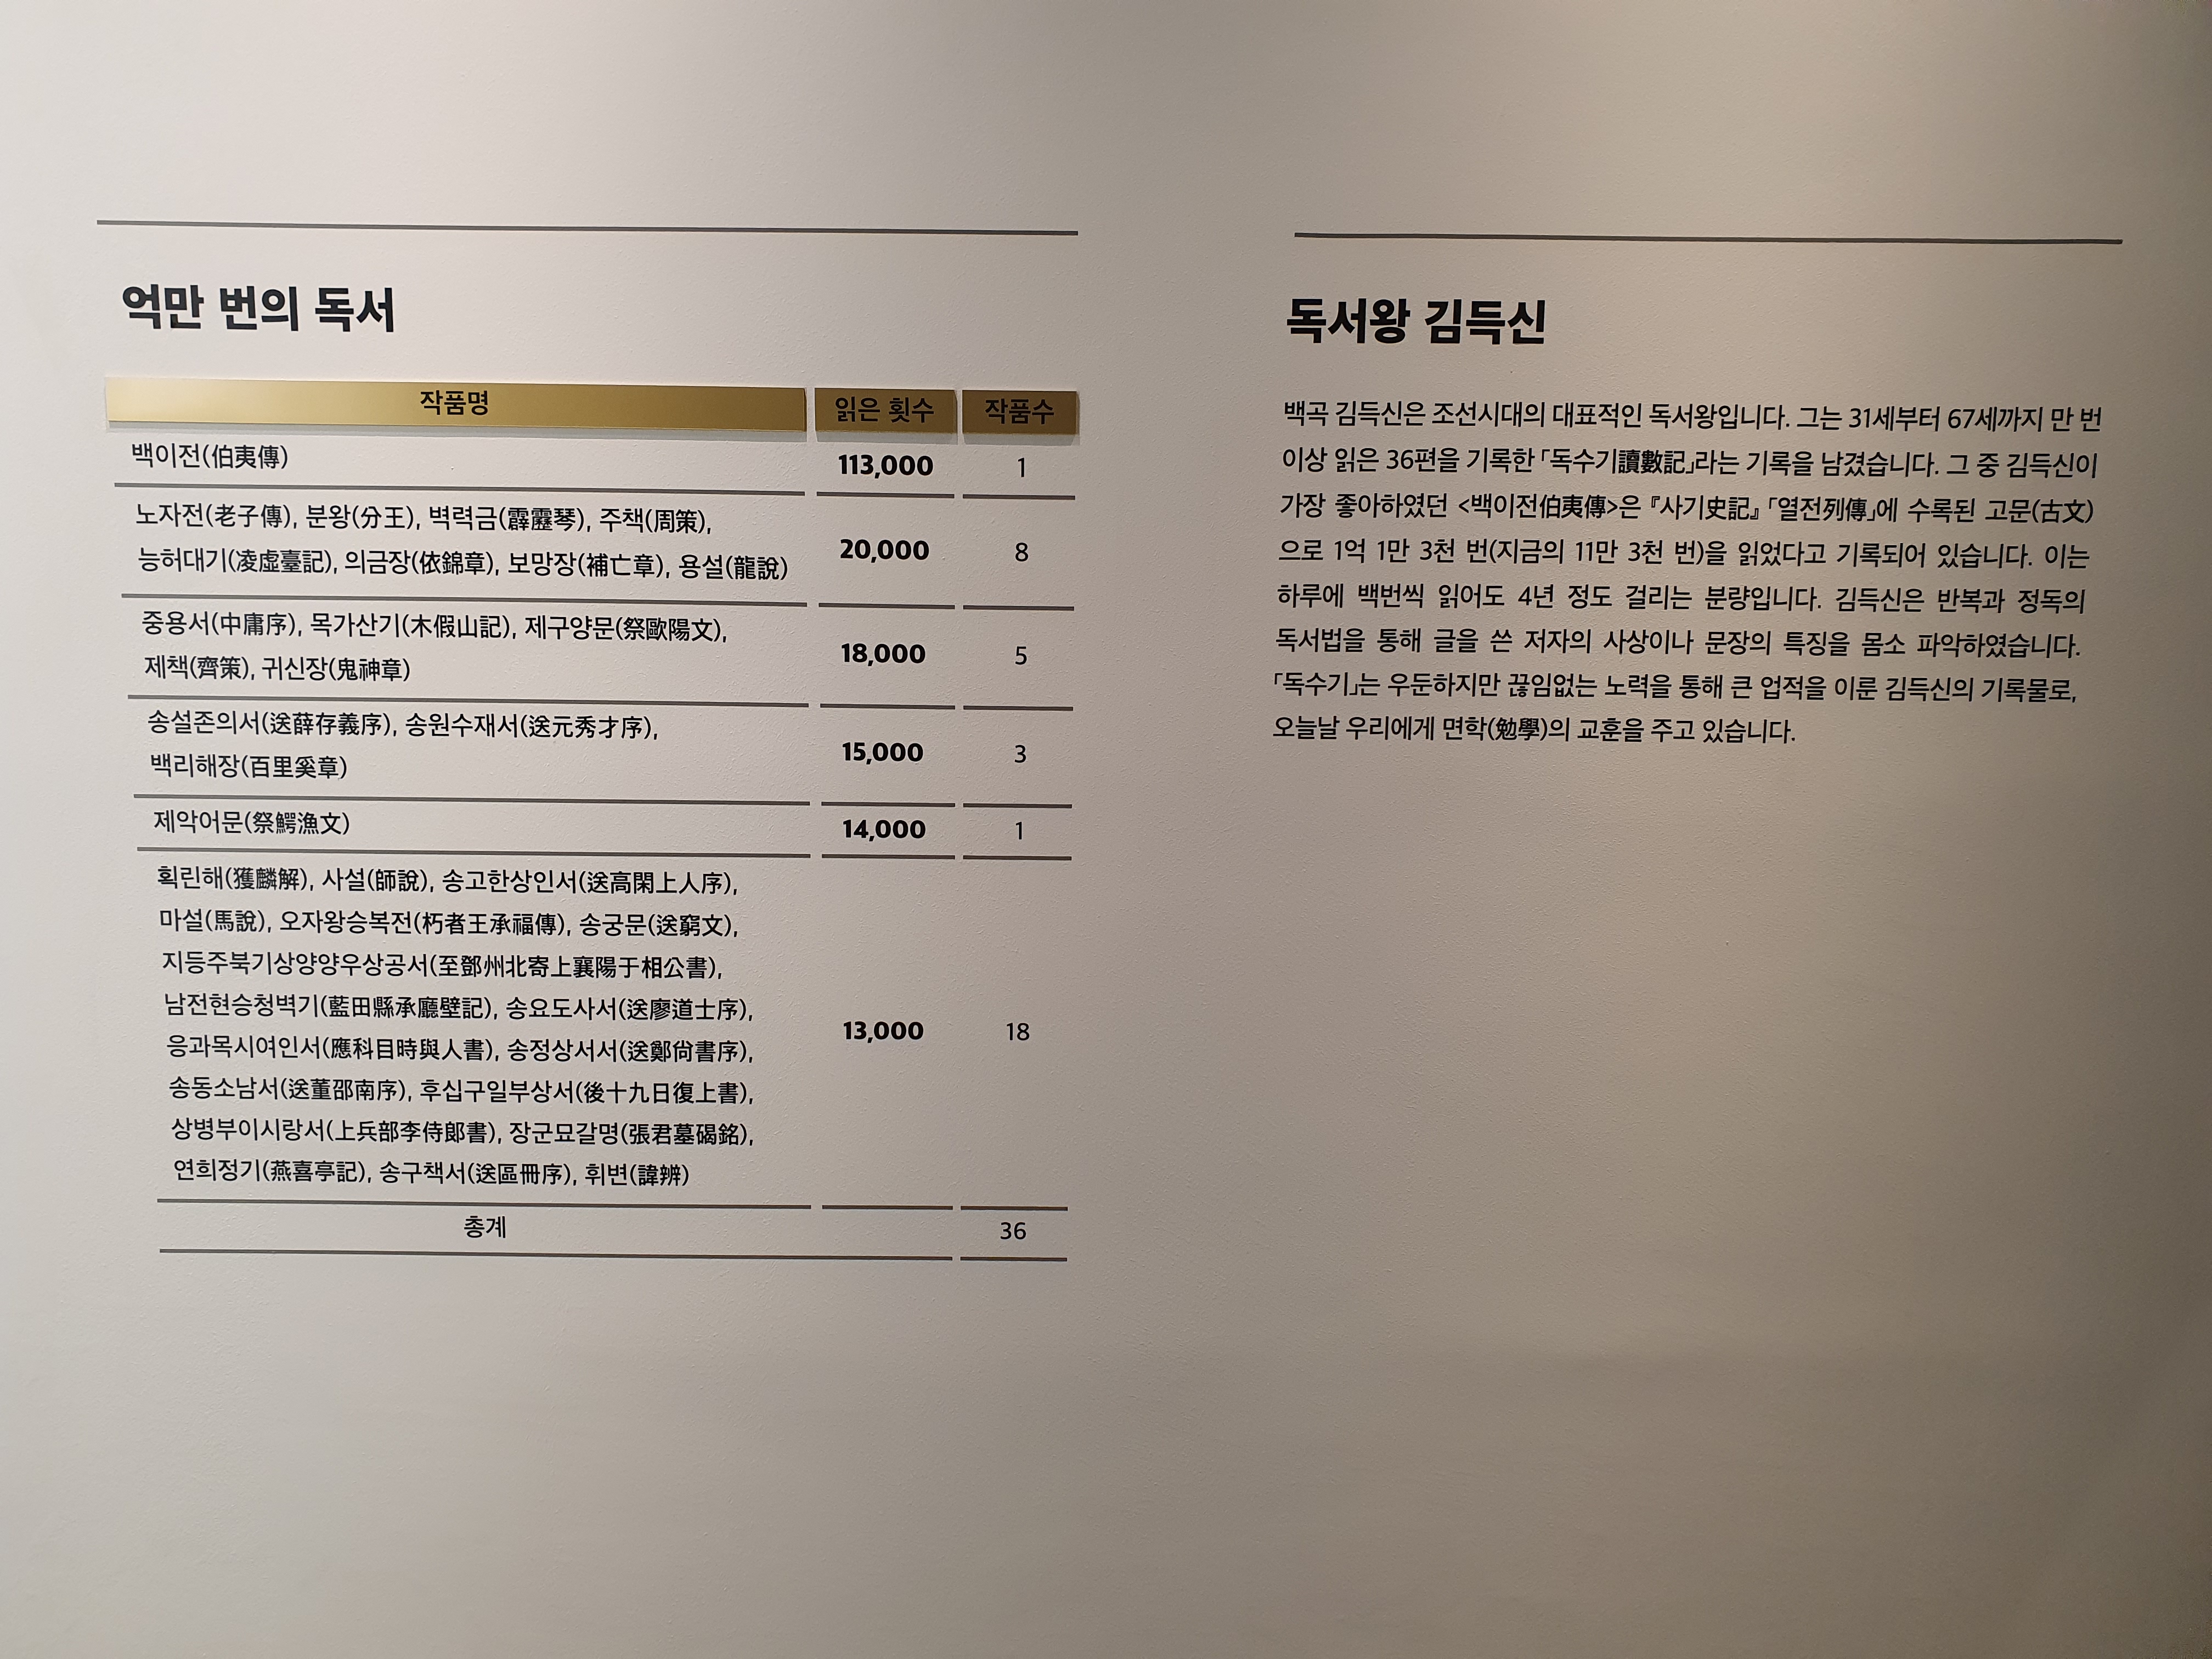 억만 번의 독서
작품명 읽은 횟수 작품수
백이전(伯夷傳) 113,000 1
노자전(老子傳), 분왕(分王), 벽력금(霹靂琴), 주책(周策),
능허대기(凌虛臺記), 의금장(依錦章), 보망장(補亡章), 용설(龍說)
20,000 8
중용서(中庸序), 목가산기(木假山記), 제구양문(祭歐陽文),
제책(齊策), 귀신장(鬼神章)
18,000 5
송설존의서(送薛存義序), 송원수재서(送元秀才序),
백리해장(百里奚章)
15,000 3
제악어문(祭鰐漁文) 14,000 1
획린해(獲麟解), 사설(師說), 송고한상인서(送高閑上人序),
마설(馬說), 오자왕승복전(朽者王承福傳), 송궁문(送窮文),
지등주북기상양양우상공서(至鄧州北寄上襄陽于相公書),
남전현승청벽기(藍田縣承廳壁記), 송요도사서(送廖道士序),
응과목시여인서(應科目時與人書), 송정상서서(送鄭尙書序),
송동소남서(送董邵南序), 후십구일부상서(後十九日復上書),
상병부이시랑서(上兵部李侍郞書), 장군묘갈명(張君墓碣銘),
연희정기(燕喜亭記), 송구책서(送區冊序), 휘변(諱辨)
13,000 18
총계 36
독서왕 김득신
백곡 김득신은 조선시대의 대표적인 독서왕입니다. 그는 31세부터 67세까지 만 번
이상 읽은 36편을 기록한 「독수기讀數記」라는 기록을 남겼습니다. 그 중 김득신이
가장 좋아하였던 <백이전伯夷傳>은 『사기史記』 「열전列傳」에 수록된 고문(古文)
으로 1억 1만 3천 번(지금의 11만 3천 번)을 읽었다고 기록되어 있습니다. 이는
하루에 백번씩 읽어도 4년 정도 걸리는 분량입니다. 김득신은 반복과 정독의
독서법을 통해 글을 쓴 저자의 사상이나 문장의 특징을 몸소 파악하였습니다.
「독수기」는 우둔하지만 끊임없는 노력을 통해 큰 업적을 이룬 김득신의 기록물로,
오늘날 우리에게 면학(勉學)의 교훈을 주고 있습니다.